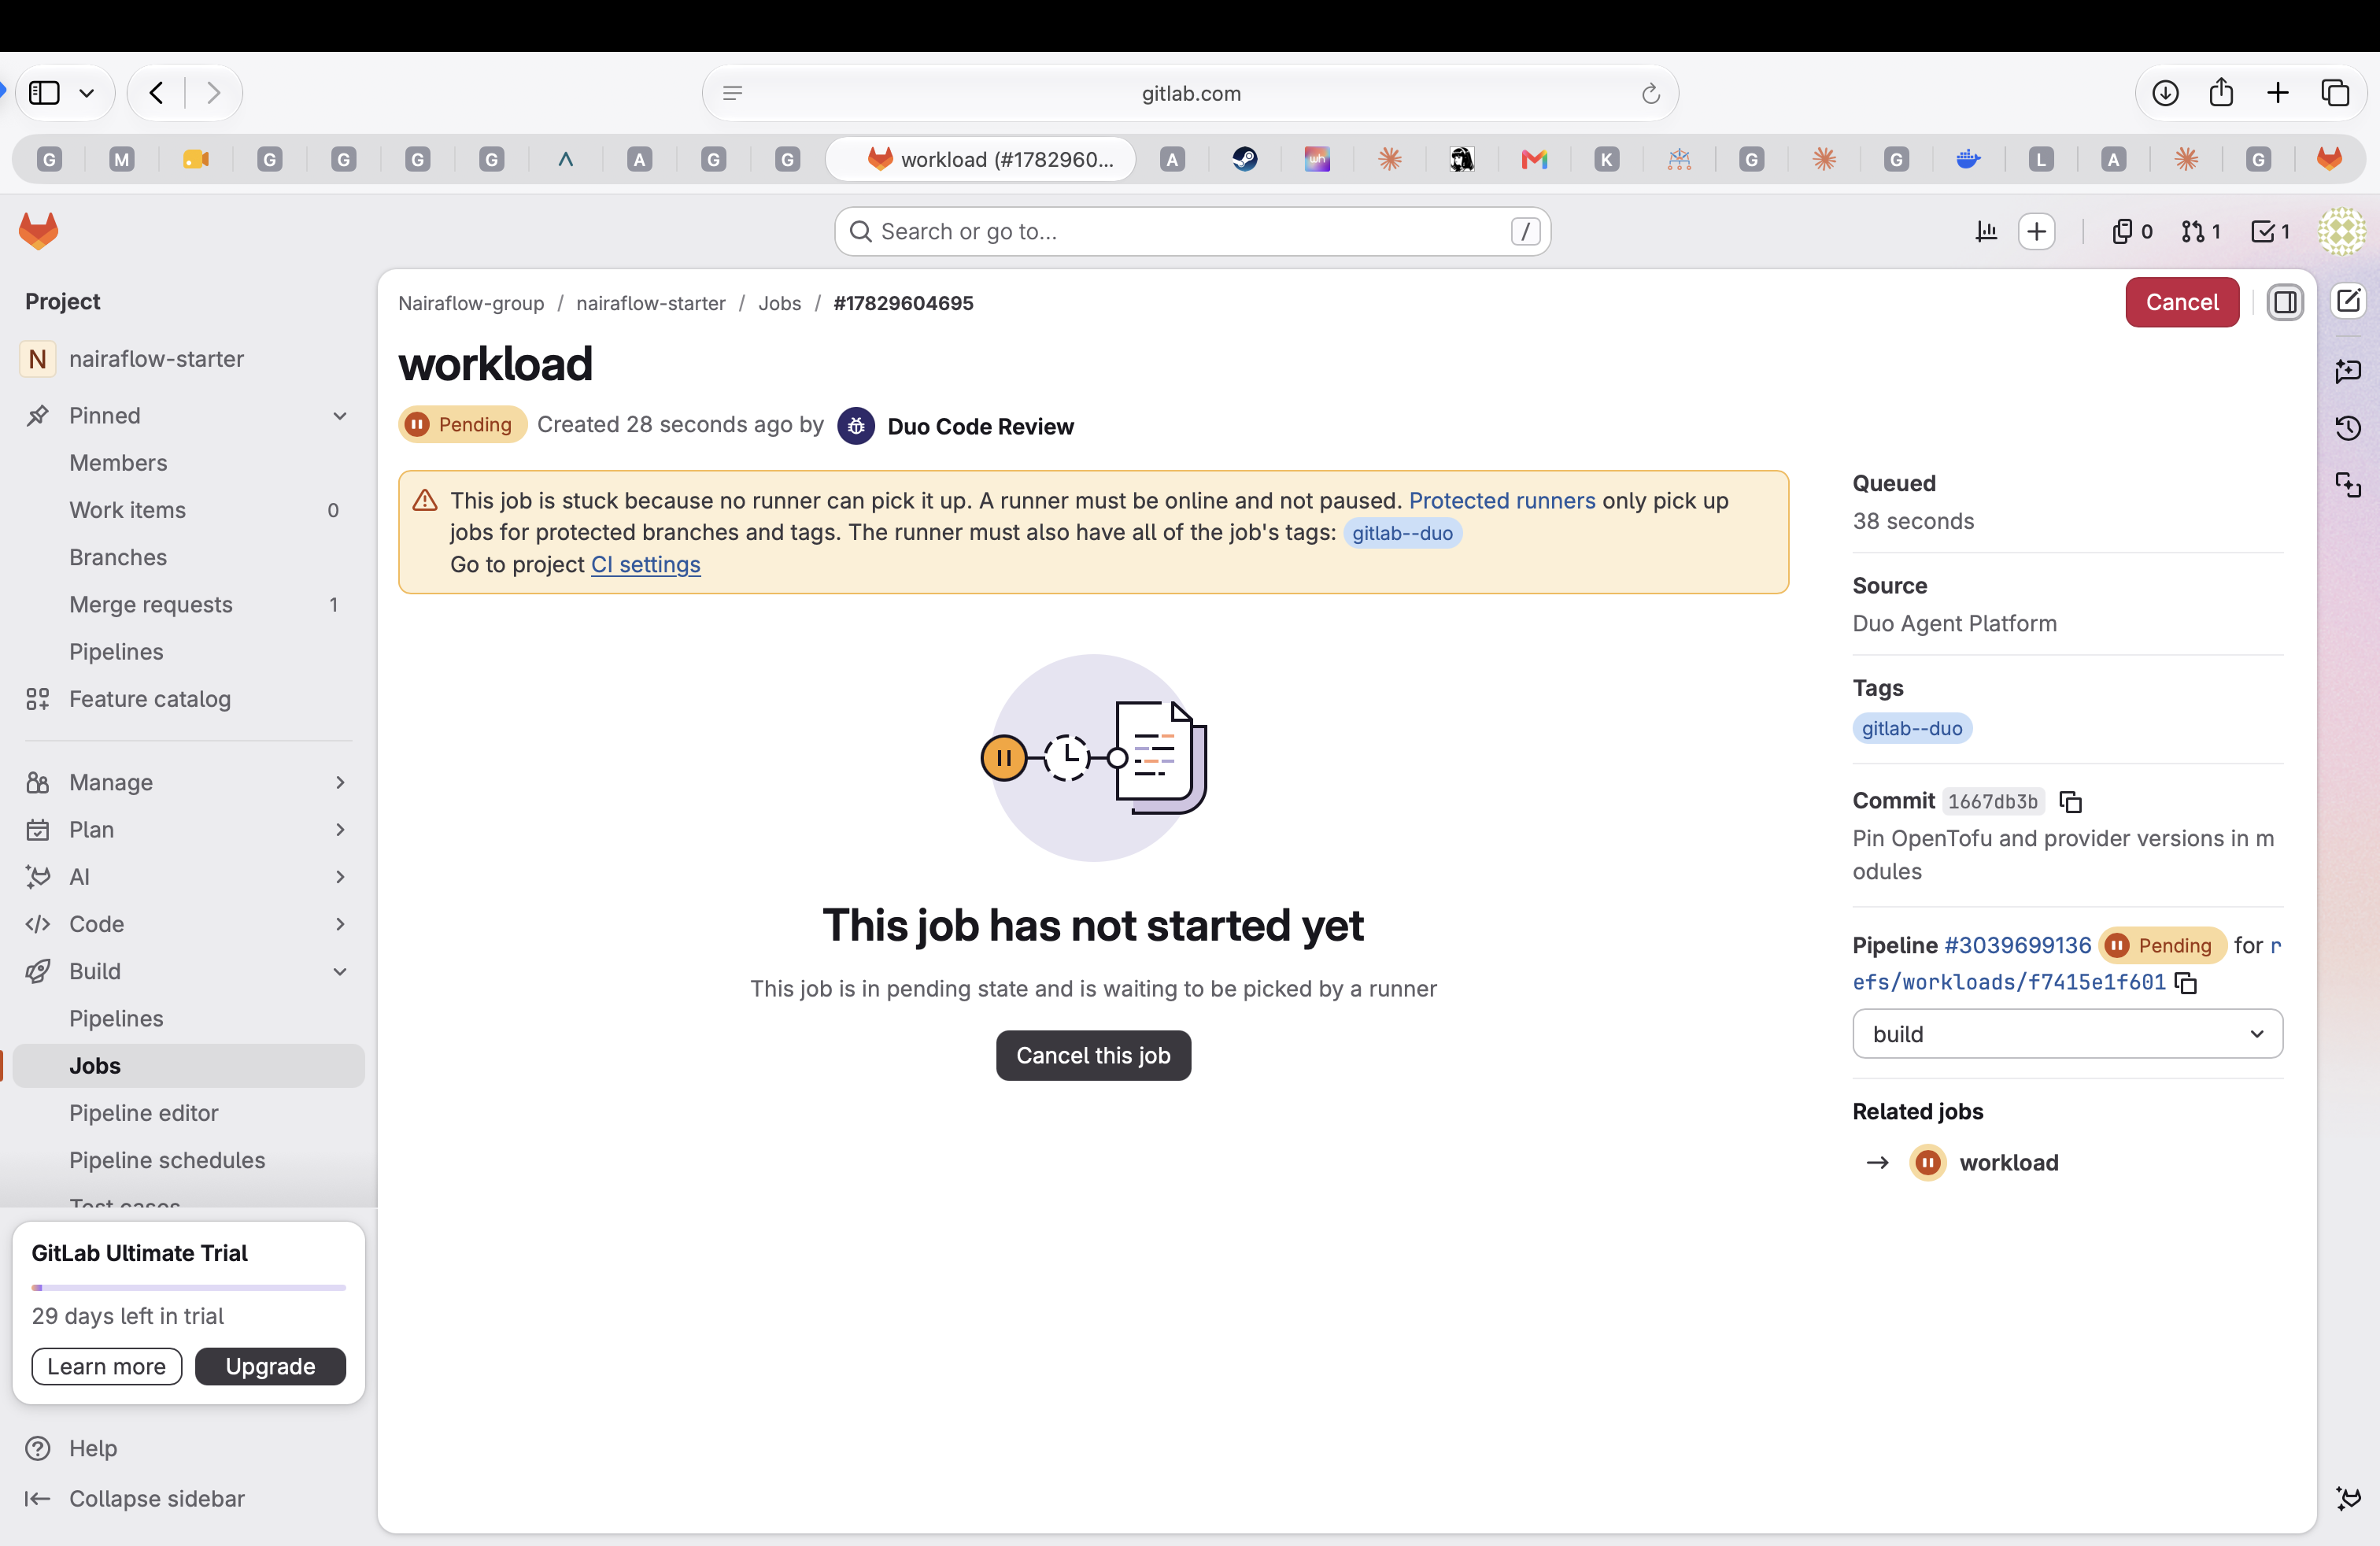 gitlab.com
G
M
G
G
G
G
A
G
G
workload (#1782960...
A
wh
K
G
G
L
A
G
Search or go to...
/
0
1
1
Project
N
nairaflow-starter
Pinned
Members
Work items
0
Branches
Merge requests
1
Pipelines
Feature catalog
Manage
Plan
AI
Code
Build
Pipelines
Jobs
Pipeline editor
Pipeline schedules
Test cases
GitLab Ultimate Trial
29 days left in trial
Learn more
Upgrade
Help
Collapse sidebar
Nairaflow-group / nairaflow-starter / Jobs / #17829604695
Cancel
workload
Pending Created 28 seconds ago by Duo Code Review
This job is stuck because no runner can pick it up. A runner must be online and not paused. Protected runners only pick up
jobs for protected branches and tags. The runner must also have all of the job's tags: gitlab--duo
Go to project CI settings
This job has not started yet
This job is in pending state and is waiting to be picked by a runner
Cancel this job
Queued
38 seconds
Source
Duo Agent Platform
Tags
gitlab--duo
Commit 1667db3b
Pin OpenTofu and provider versions in m
odules
Pipeline #3039699136 Pending for r
efs/workloads/f7415e1f601
build
Related jobs
workload